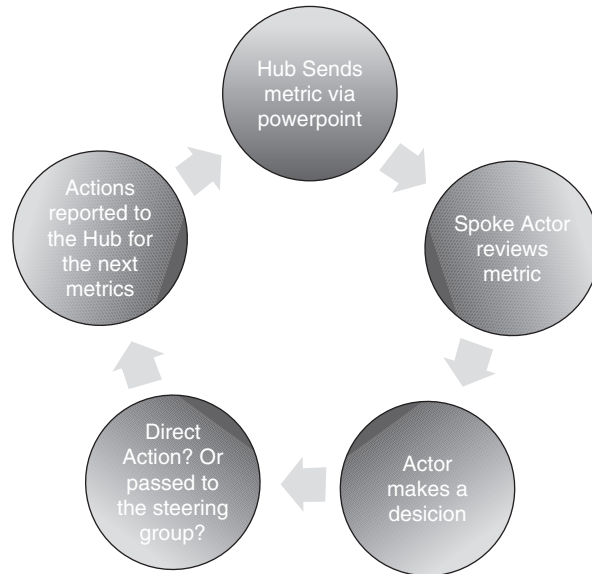 Hub Sends
metric via
powerpoint
Spoke Actor
reviews
metric
Actor
makes a
desicion
Direct
Action? Or
passed to
the steering
group?
Actions
reported to
the Hub for
the next
metrics